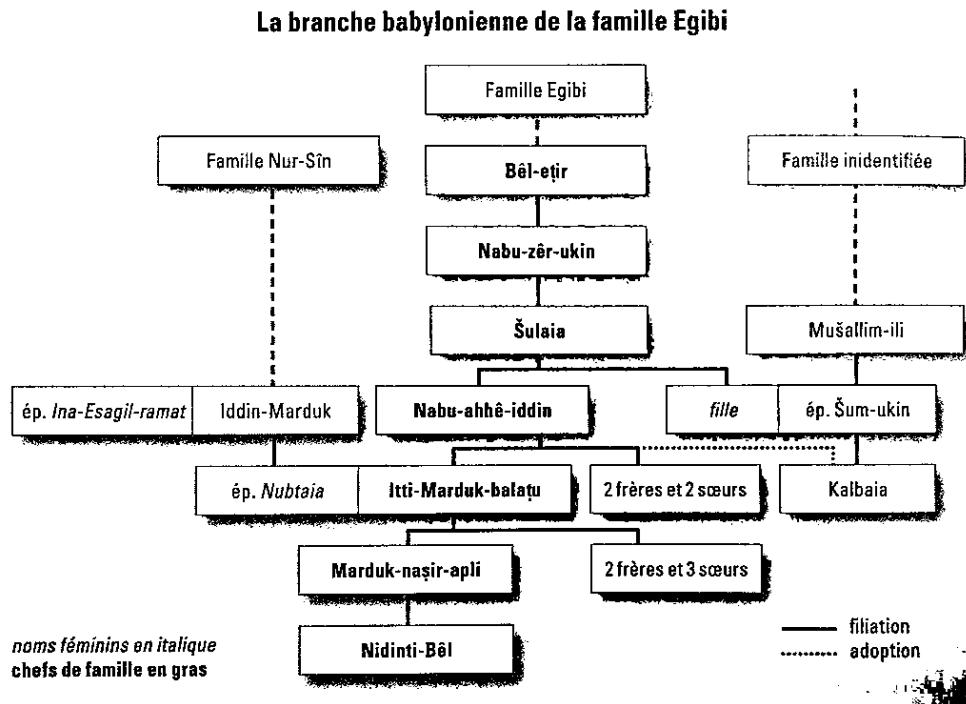 La branche babylonienne de la famille Egibi
Famille Egibi
Famille Nur-Sîn
Bêl-eṭir
Famille inidentifiée
Nabu-zêr-ukin
Šulaia
Mušallim-ili
ép. Ina-Esagil-ramat
Iddin-Marduk
Nabu-ahhê-iddin
fille
ép. Šum-ukin
ép. Nubtaia
Itti-Marduk-balaṭu
2 frères et 2 sœurs
Kalbaia
Marduk-naṣir-apli
2 frères et 3 sœurs
Nidinti-Bêl
noms féminins en italique
chefs de famille en gras
filiation
adoption